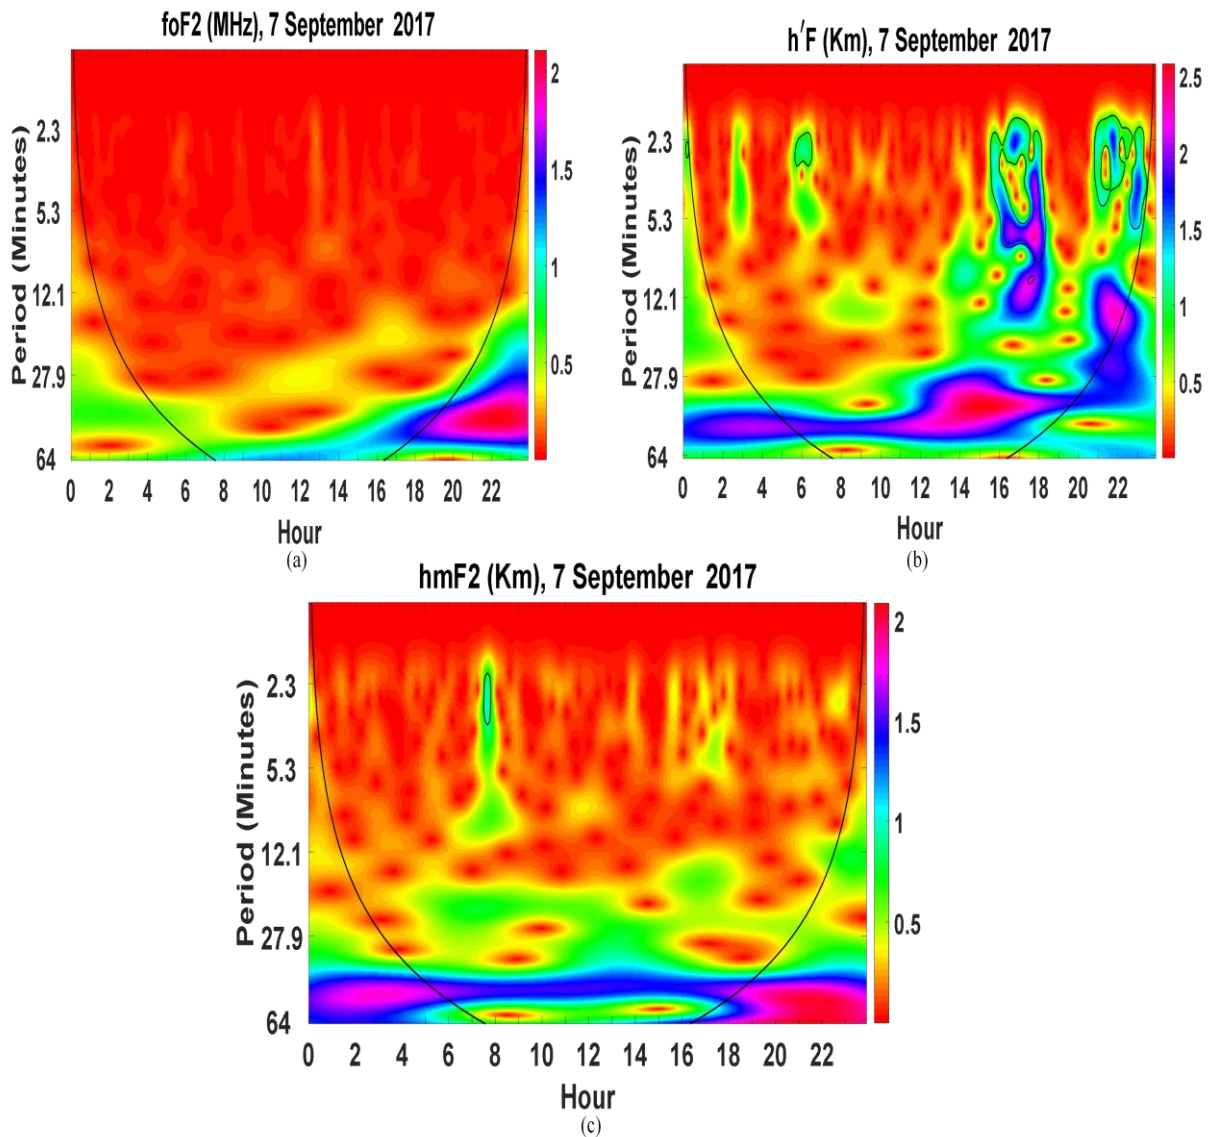 foF2 (MHz), 7 September 2017
2
1.5
1
0.5
Period (Minutes)
2.3
5.3
12.1
27.9
64
0 2 4 6 8 10 12 14 16 18 20 22
Hour
(a)
h′F (Km), 7 September 2017
2.5
2
1.5
1
0.5
Period (Minutes)
2.3
5.3
12.1
27.9
64
0 2 4 6 8 10 12 14 16 18 20 22
Hour
(b)
hmF2 (Km), 7 September 2017
2
1.5
1
0.5
Period (Minutes)
2.3
5.3
12.1
27.9
64
0 2 4 6 8 10 12 14 16 18 20 22
Hour
(c)